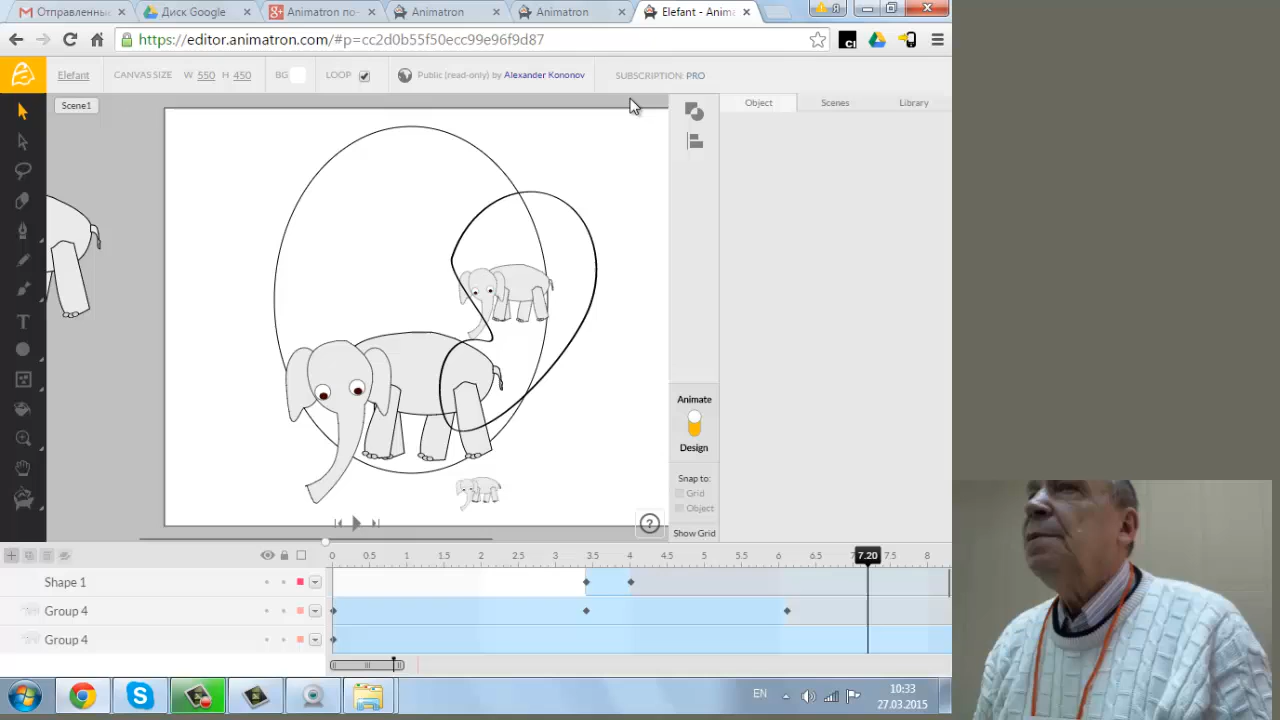 Отправленные
Диск Google
Animatron по-
Animatron
Animatron
Elefant - Anima
8
https://editor.animatron.com/#p=cc2d0b55f50ecc99e96f9d87
C!
Elefant
CANVAS SIZE W 550 H 450
BG
LOOP
Public (read-only) by Alexander Kononov
SUBSCRIPTION: PRO
Scene1
Object
Scenes
Library
T
Animate
Design
Snap to:
Grid
Object
?
Show Grid
0 0.5 1 1.5 2 2.5 3 3.5 4 4.5 5 5.5 6 6.5 7 7.20 7.5 8
Shape 1
Group 4
Group 4
EN
10:33
27.03.2015